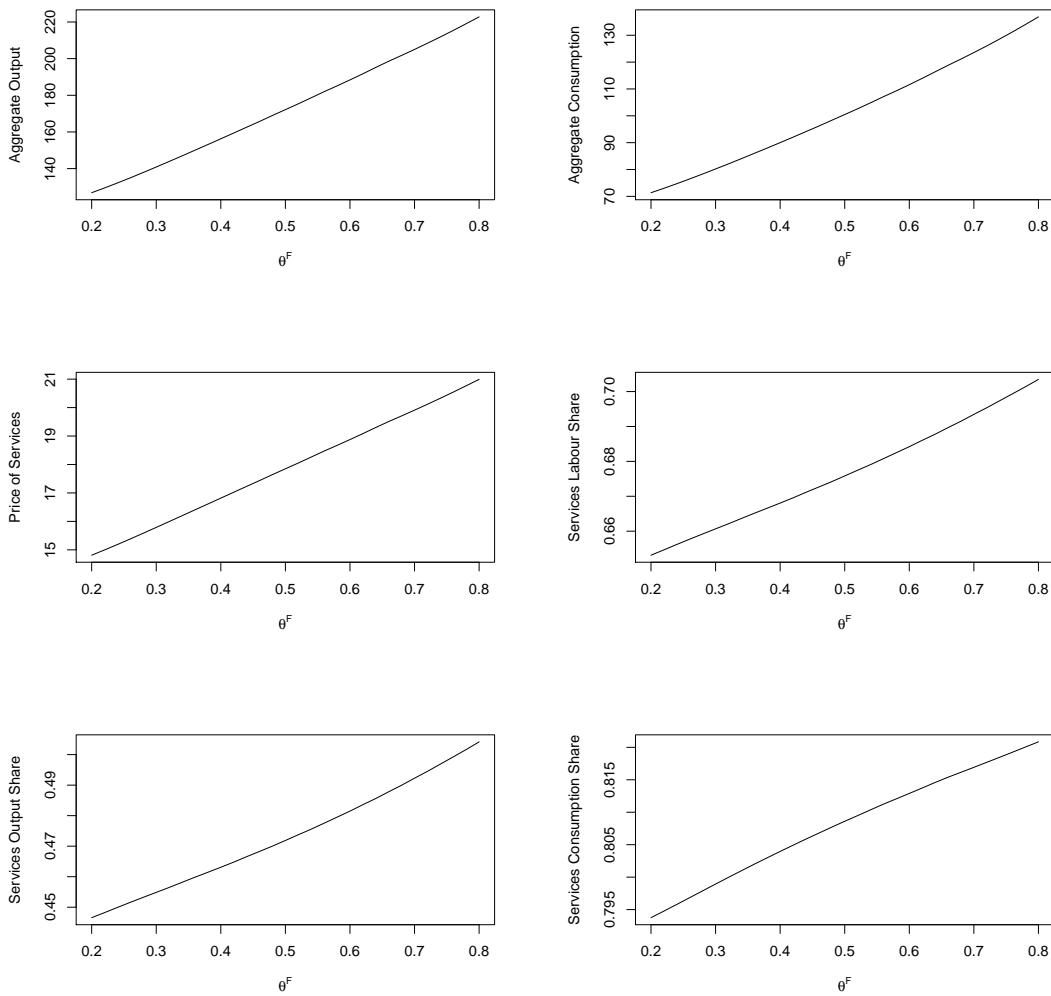 Aggregate Output
140 160 180 200 220
0.2 0.3 0.4 0.5 0.6 0.7 0.8
θF
Aggregate Consumption
70 90 110 130
0.2 0.3 0.4 0.5 0.6 0.7 0.8
θF
Price of Services
15 17 19 21
0.2 0.3 0.4 0.5 0.6 0.7 0.8
θF
Services Labour Share
0.66 0.68 0.70
0.2 0.3 0.4 0.5 0.6 0.7 0.8
θF
Services Output Share
0.45 0.47 0.49
0.2 0.3 0.4 0.5 0.6 0.7 0.8
θF
Services Consumption Share
0.795 0.805 0.815
0.2 0.3 0.4 0.5 0.6 0.7 0.8
θF